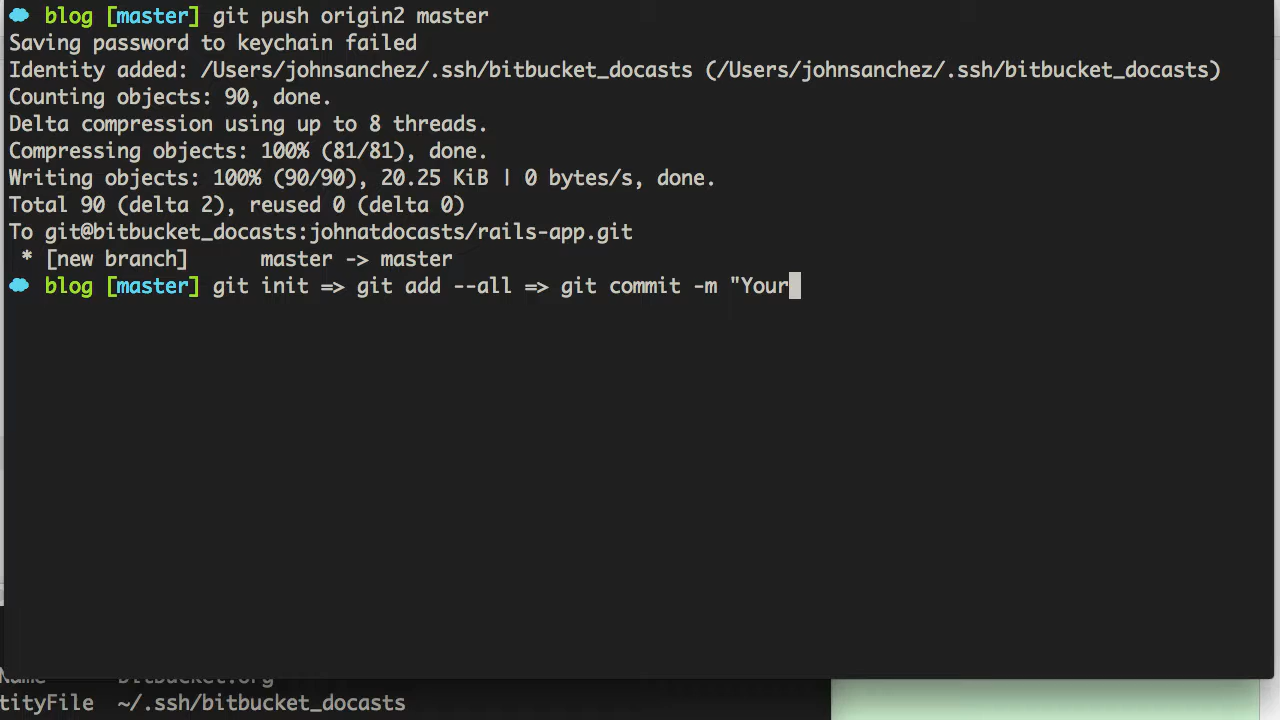 blog [master] git push origin2 master
Saving password to keychain failed
Identity added: /Users/johnsanchez/.ssh/bitbucket_docasts (/Users/johnsanchez/.ssh/bitbucket_docasts)
Counting objects: 90, done.
Delta compression using up to 8 threads.
Compressing objects: 100% (81/81), done.
Writing objects: 100% (90/90), 20.25 KiB | 0 bytes/s, done.
Total 90 (delta 2), reused 0 (delta 0)
To git@bitbucket_docasts:johnatdocasts/rails-app.git
 * [new branch]      master -> master
blog [master] git init => git add --all => git commit -m "Your
tityFile  ~/.ssh/bitbucket_docasts